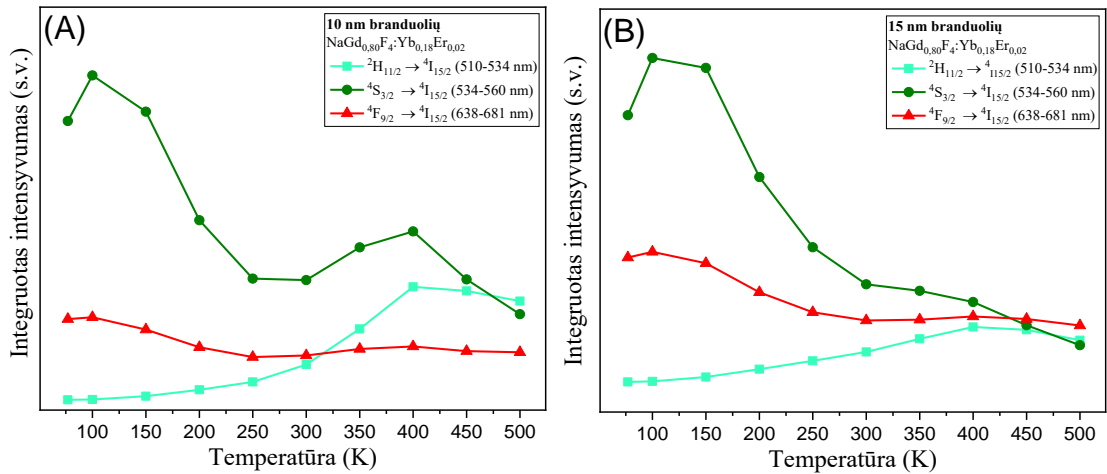 (A)
10 nm branduolių
NaGd0,80F4:Yb0,18Er0,02
²H11/2 → ⁴I15/2 (510-534 nm)
⁴S3/2 → ⁴I15/2 (534-560 nm)
⁴F9/2 → ⁴I15/2 (638-681 nm)
Integruotas intensyvumas (s.v.)
100 150 200 250 300 350 400 450 500
Temperatūra (K)
(B)
15 nm branduolių
NaGd0,80F4:Yb0,18Er0,02
²H11/2 → ⁴I15/2 (510-534 nm)
⁴S3/2 → ⁴I15/2 (534-560 nm)
⁴F9/2 → ⁴I15/2 (638-681 nm)
Integruotas intensyvumas (s.v.)
100 150 200 250 300 350 400 450 500
Temperatūra (K)